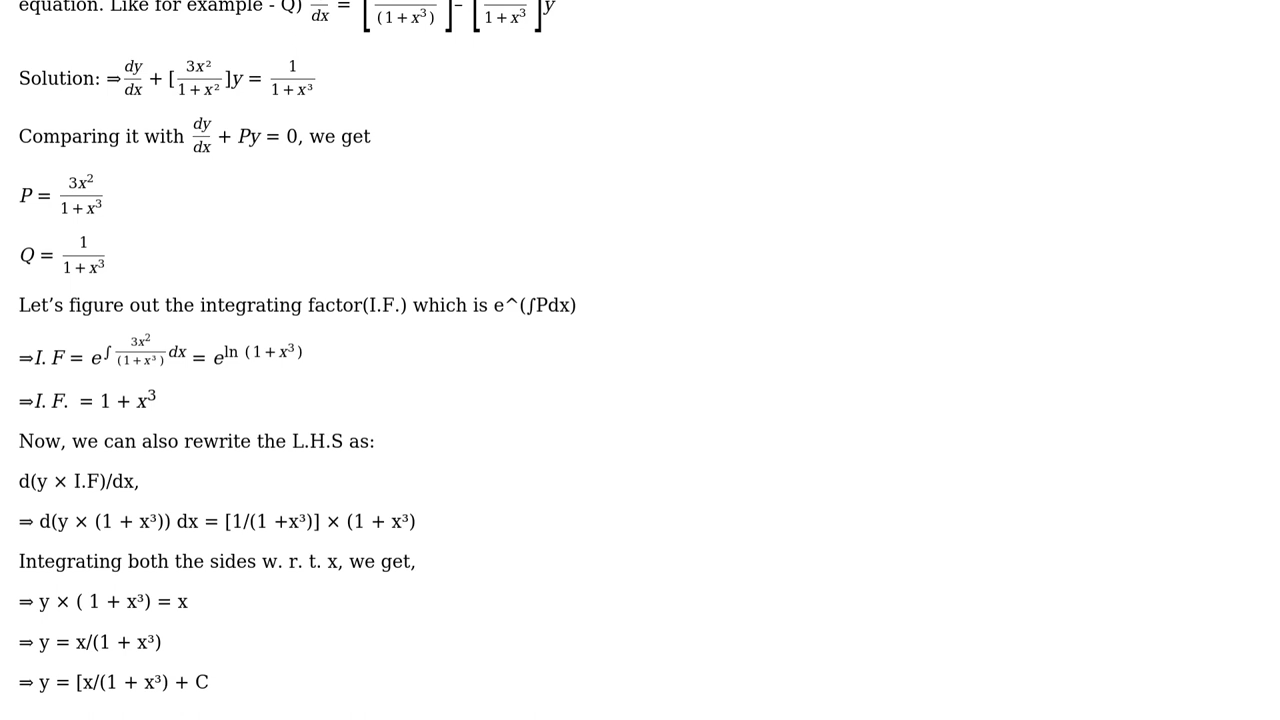 equation. Like for example - Q) dy/dx = [/(1 + x³)] − [/1 + x³]y
Solution: ⇒ dy/dx + [3x²/1 + x²]y = 1/1 + x³
Comparing it with dy/dx + Py = 0, we get
P = 3x²/1 + x³
Q = 1/1 + x³
Let’s figure out the integrating factor(I.F.) which is e^(∫Pdx)
⇒I. F = e^∫ 3x²/(1 + x³) dx = e^ln (1 + x³)
⇒I. F. = 1 + x³
Now, we can also rewrite the L.H.S as:
d(y × I.F)/dx,
⇒ d(y × (1 + x³)) dx = [1/(1 +x³)] × (1 + x³)
Integrating both the sides w. r. t. x, we get,
⇒ y × ( 1 + x³) = x
⇒ y = x/(1 + x³)
⇒ y = [x/(1 + x³) + C